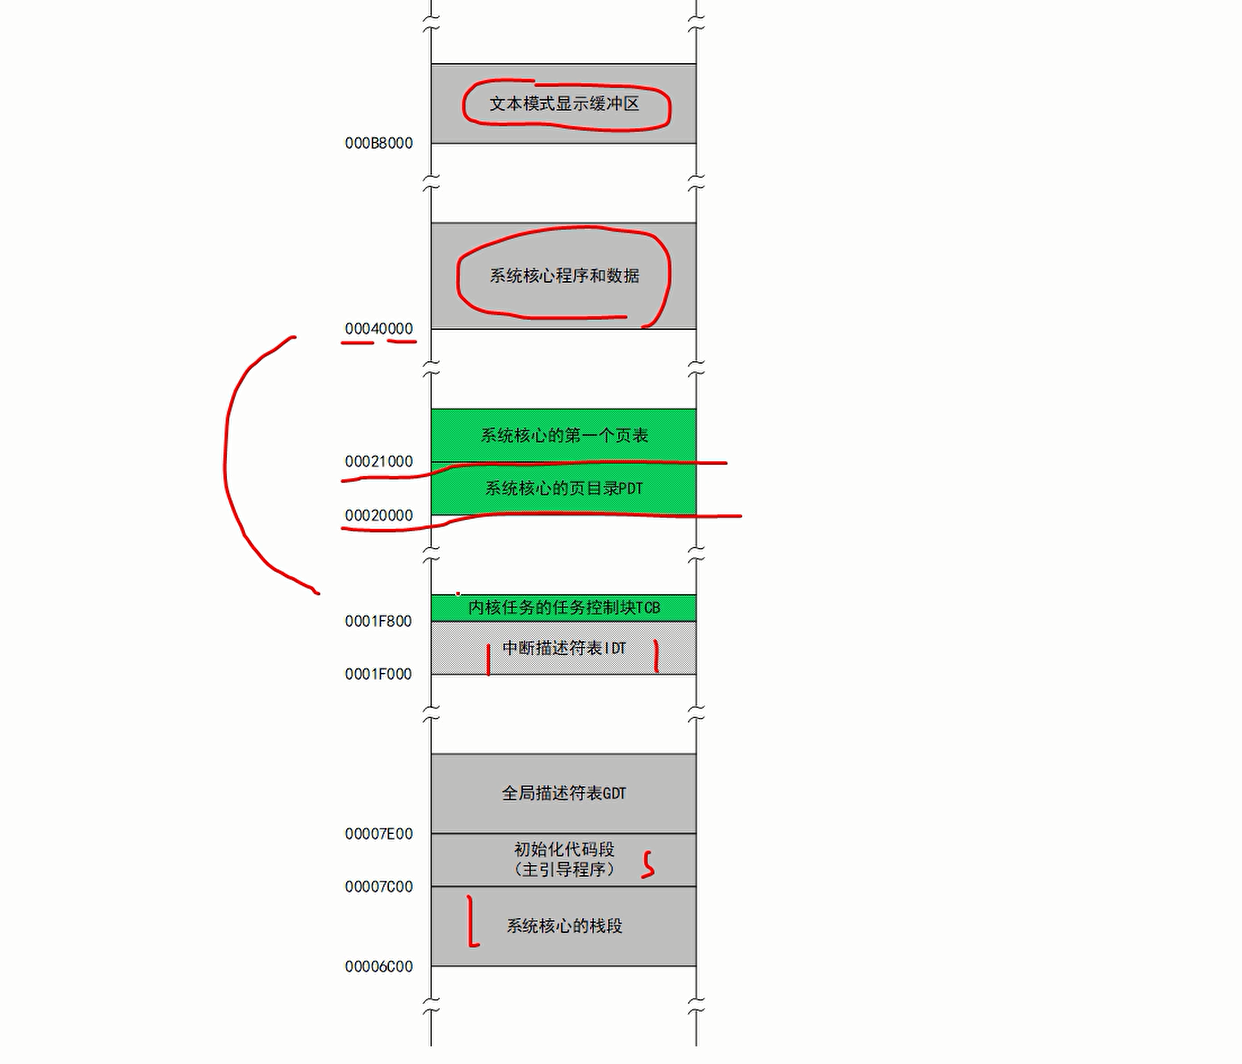 文本模式显示缓冲区
000B8000
系统核心程序和数据
00040000
系统核心的第一个页表
00021000
系统核心的页目录PDT
00020000
内核任务的任务控制块TCB
0001F800
中断描述符表IDT
0001F000
全局描述符表GDT
00007E00
初始化代码段
（主引导程序）
00007C00
系统核心的栈段
00006C00